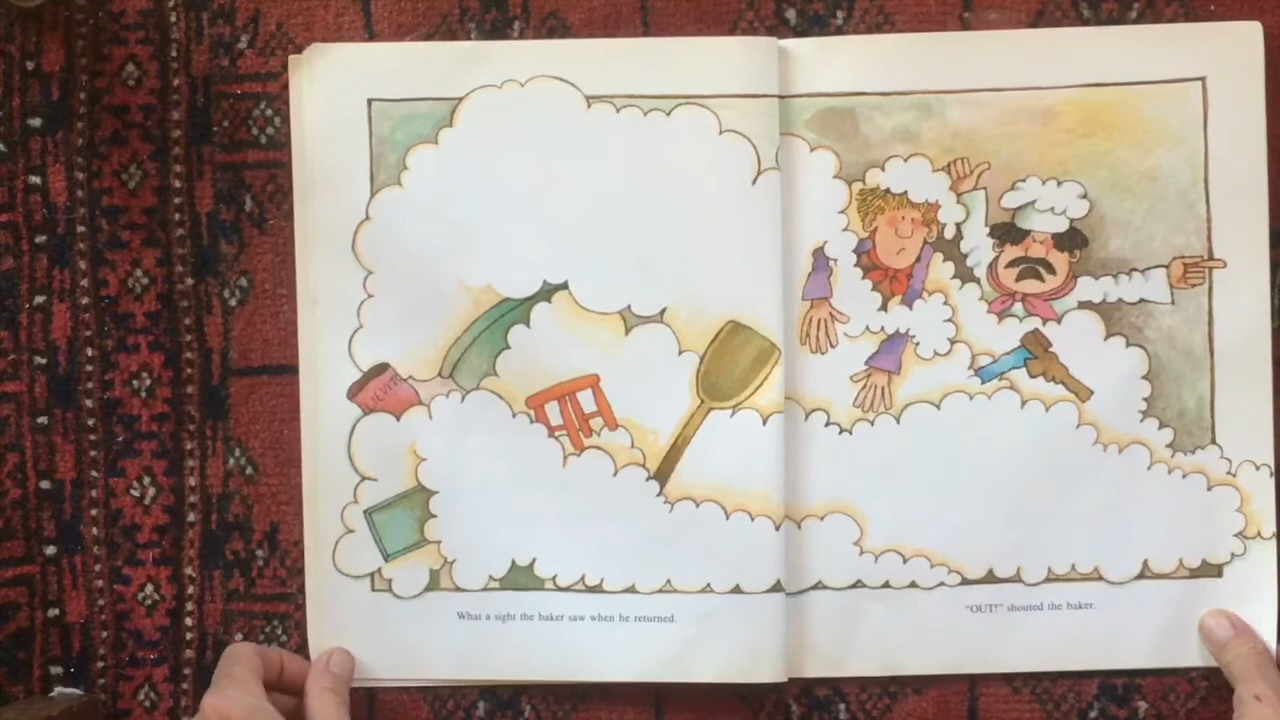 What a sight the baker saw when he returned.
"OUT!" shouted the baker.